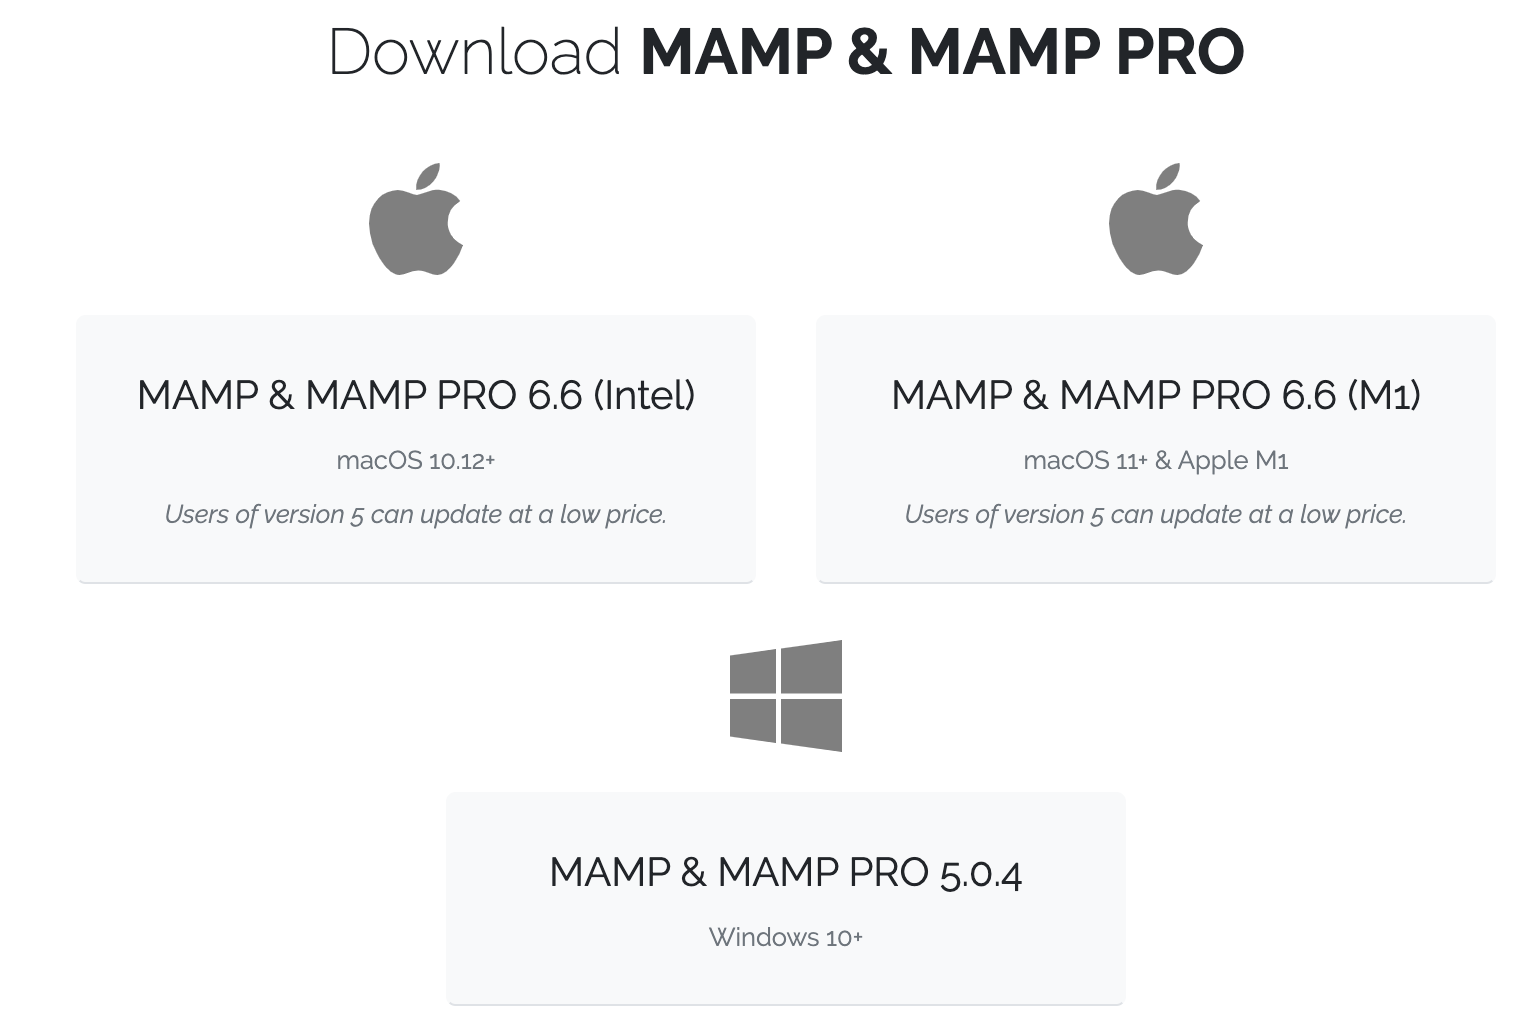 Download MAMP & MAMP PRO
MAMP & MAMP PRO 6.6 (Intel)
macOS 10.12+
Users of version 5 can update at a low price.
MAMP & MAMP PRO 6.6 (M1)
macOS 11+ & Apple M1
Users of version 5 can update at a low price.
MAMP & MAMP PRO 5.0.4
Windows 10+